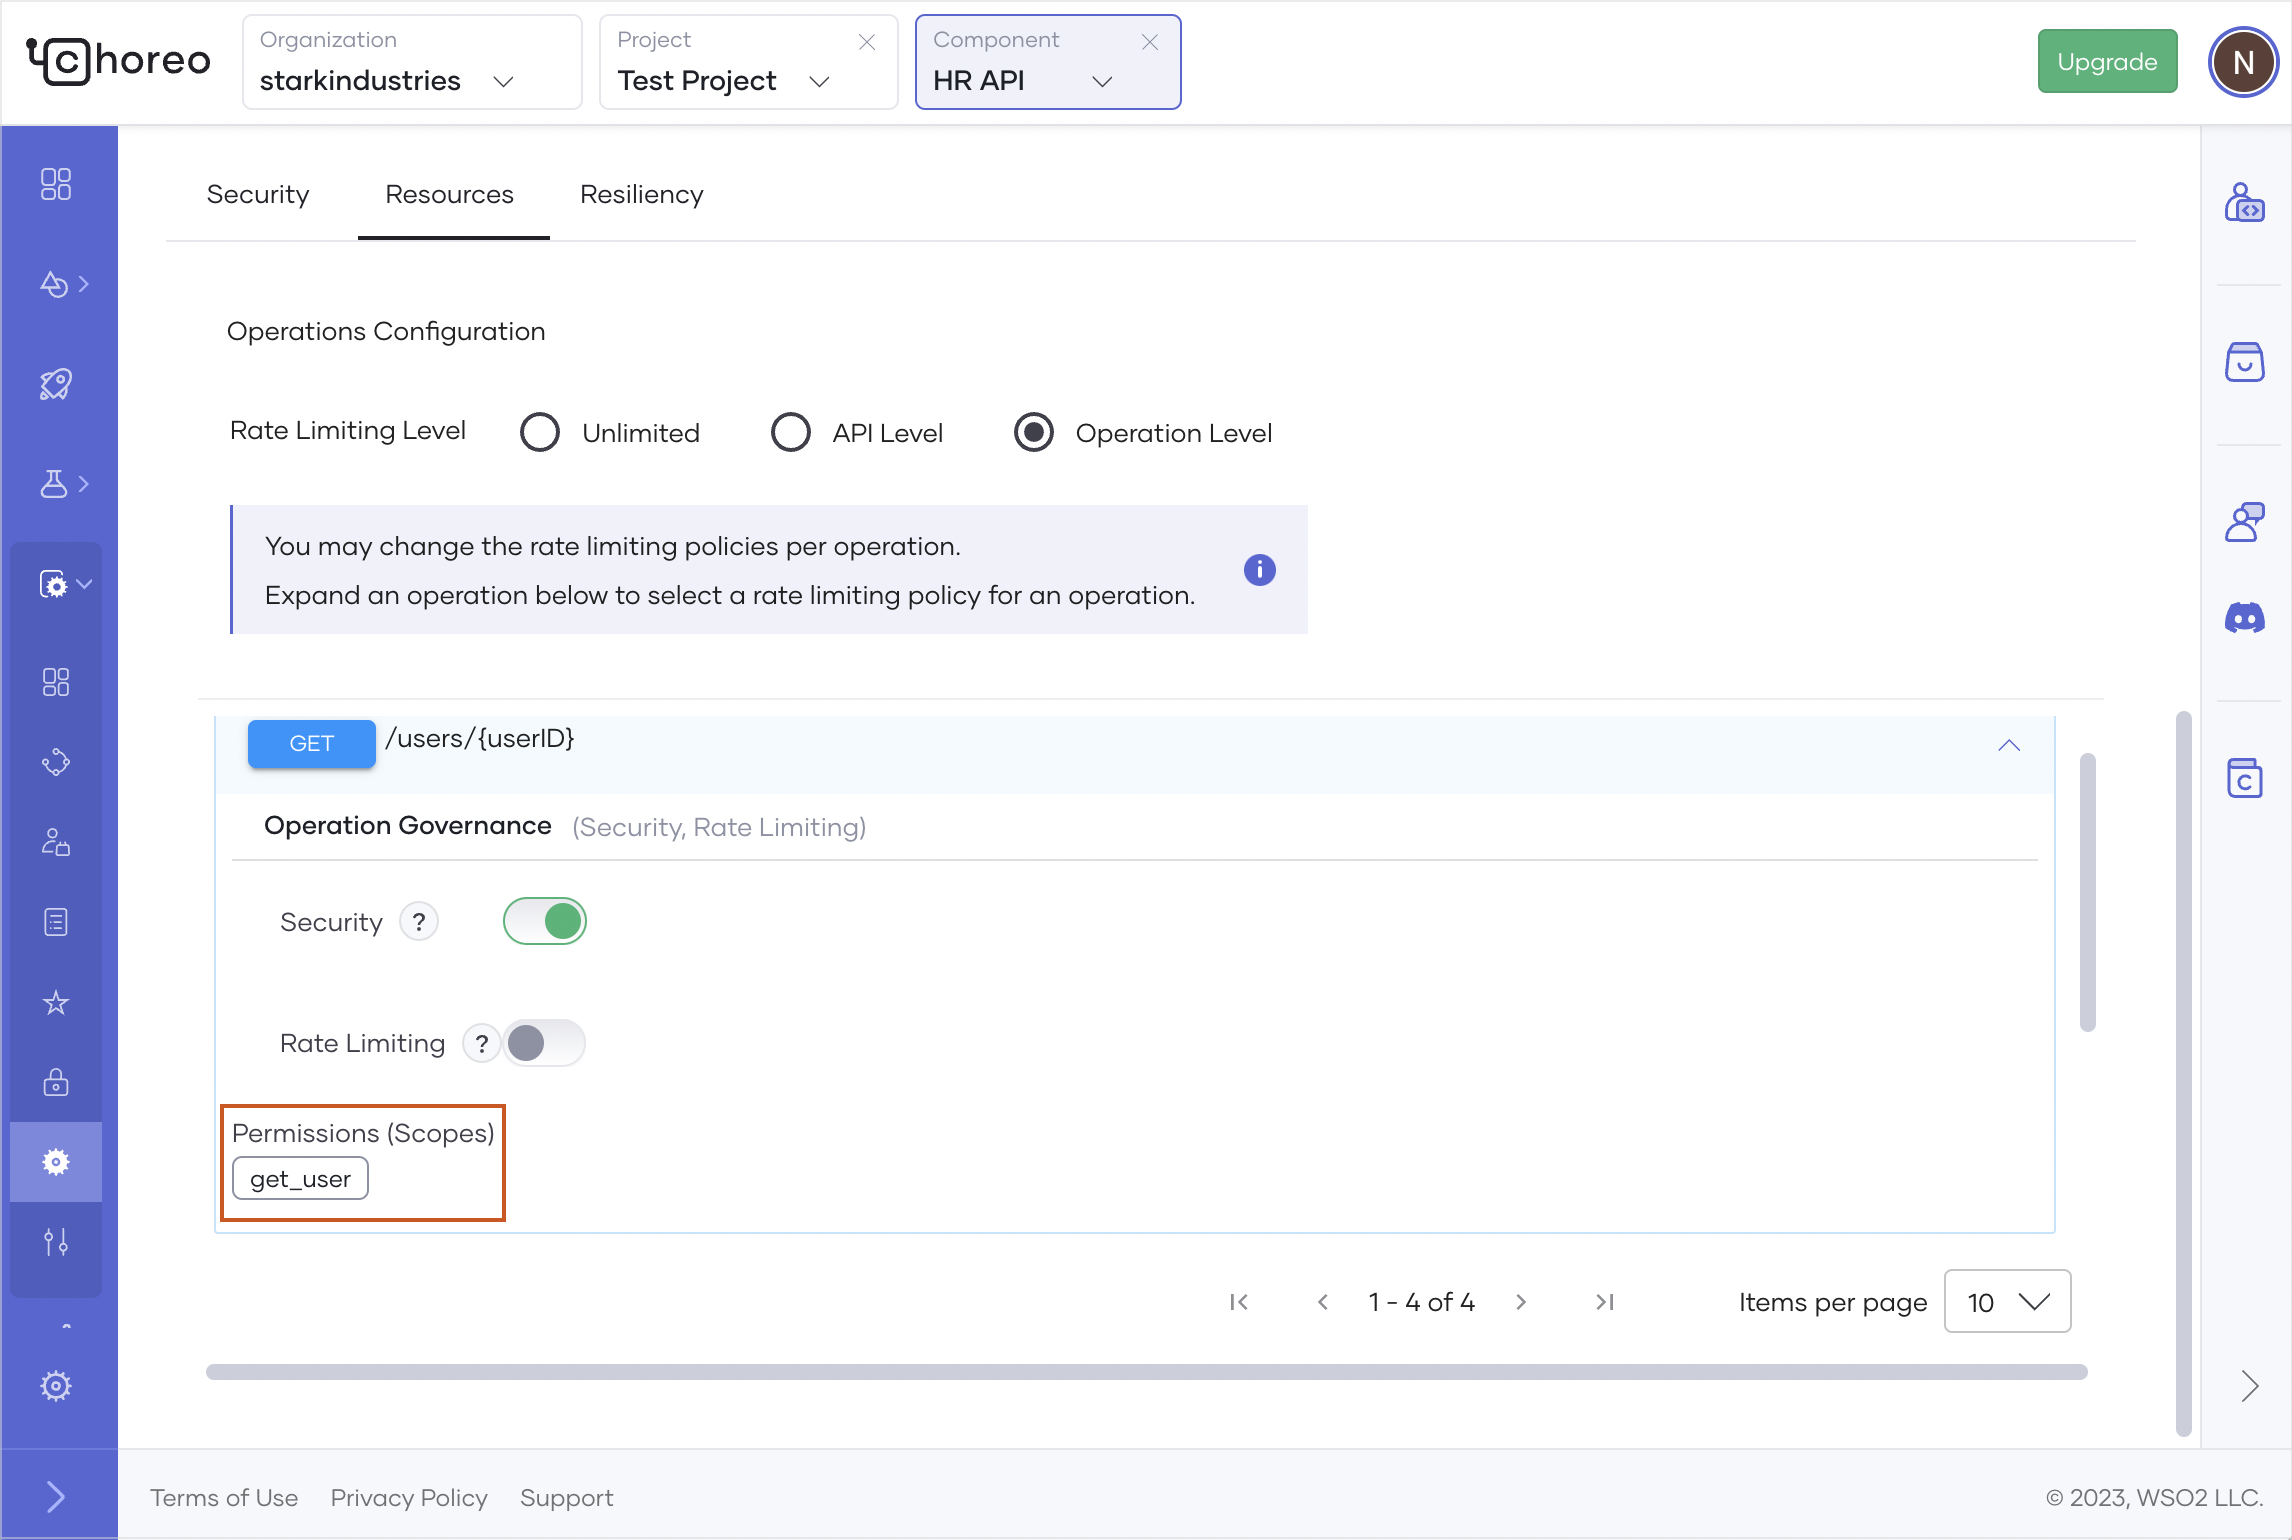 choreo
Organization
starkindustries
Project
Test Project
Component
HR API
Upgrade
N
Security
Resources
Resiliency
Operations Configuration
Rate Limiting Level
Unlimited
API Level
Operation Level
You may change the rate limiting policies per operation.
Expand an operation below to select a rate limiting policy for an operation.
i
GET /users/{userID}
Operation Governance (Security, Rate Limiting)
Security ?
Rate Limiting ?
Permissions (Scopes)
get_user
1 - 4 of 4
Items per page 10
C
Terms of Use
Privacy Policy
Support
© 2023, WSO2 LLC.